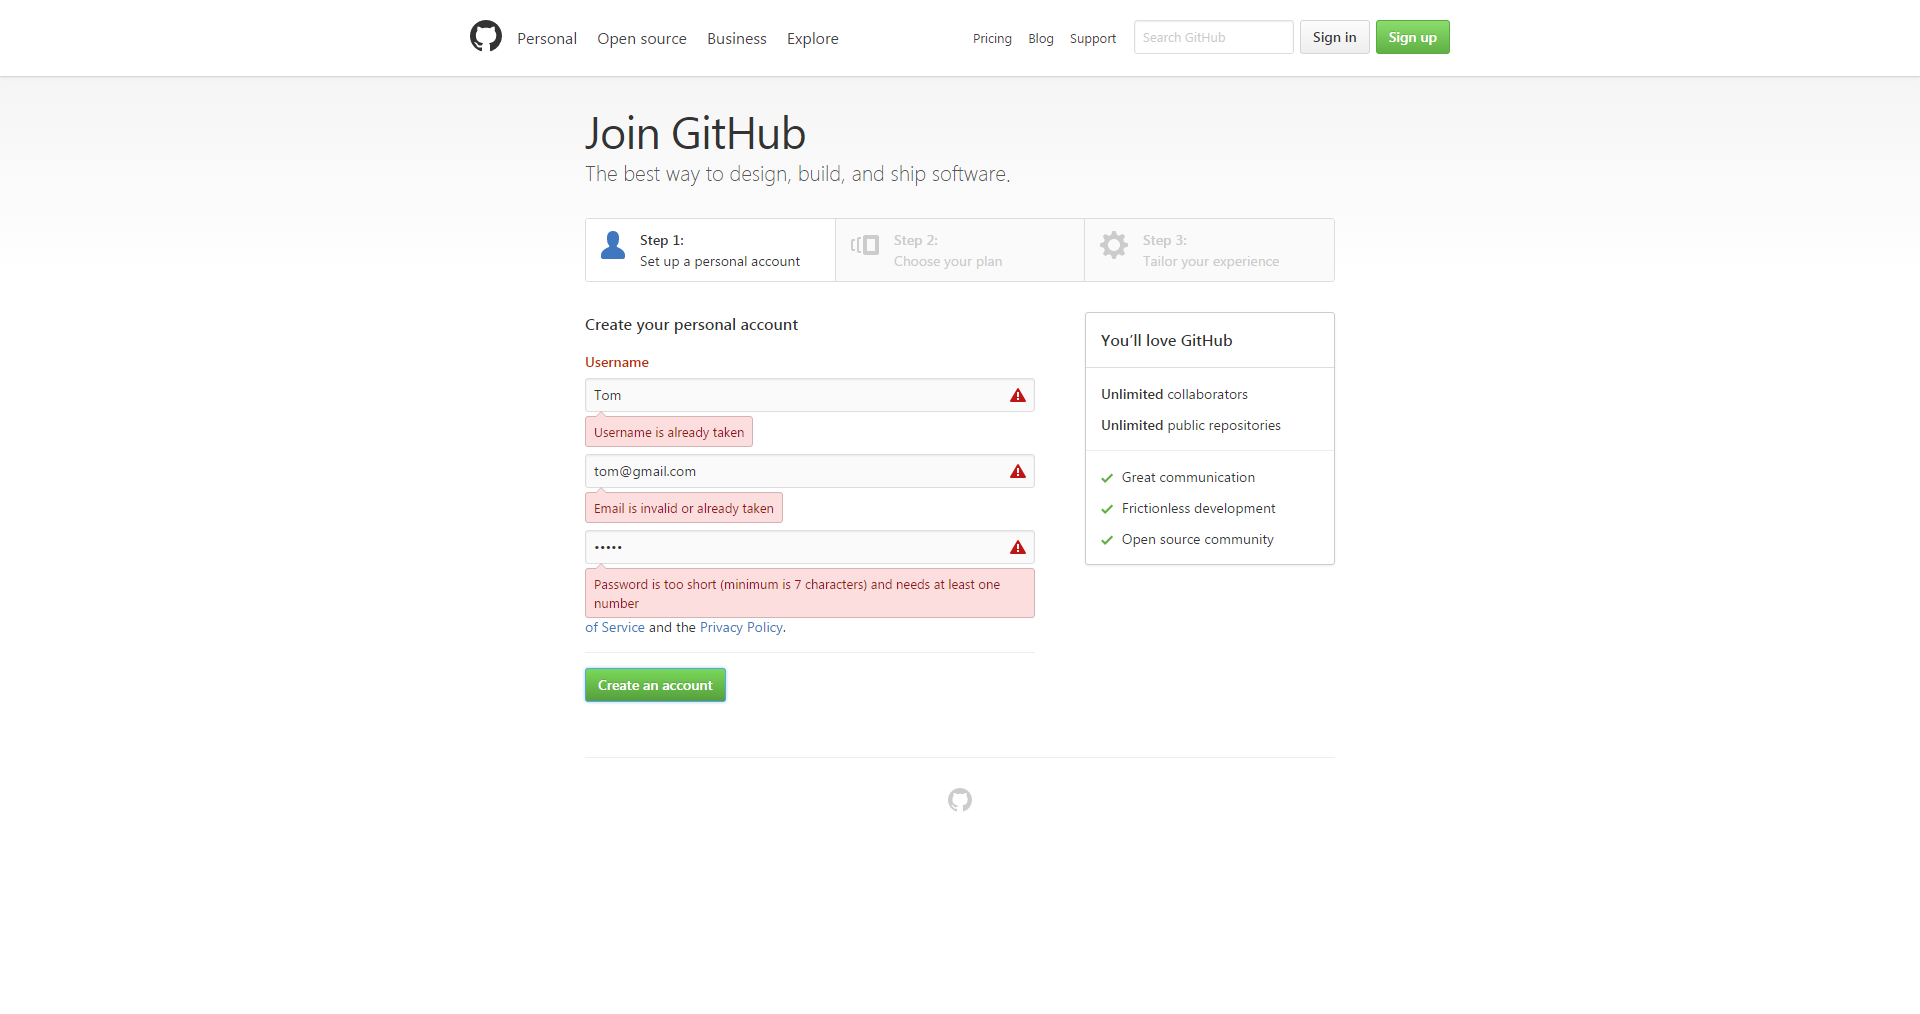 Personal Open source Business Explore Pricing Blog Support Search GitHub Sign in Sign up
Join GitHub
The best way to design, build, and ship software.
Step 1:
Set up a personal account
Step 2:
Choose your plan
Step 3:
Tailor your experience
Create your personal account
Username
Tom
Username is already taken
tom@gmail.com
Email is invalid or already taken
•••••
Password is too short (minimum is 7 characters) and needs at least one
number
of Service and the Privacy Policy.
Create an account
You'll love GitHub
Unlimited collaborators
Unlimited public repositories
Great communication
Frictionless development
Open source community